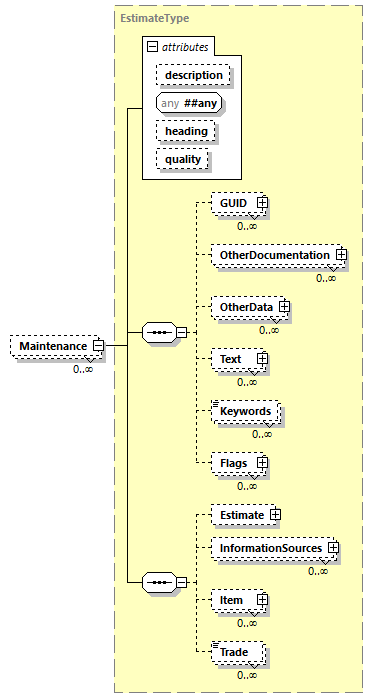 EstimateType
attributes
description
any ##any
heading
quality
GUID
0..∞
OtherDocumentation
0..∞
OtherData
0..∞
Maintenance
0..∞
Text
0..∞
Keywords
0..∞
Flags
0..∞
Estimate
InformationSources
0..∞
Item
0..∞
Trade
0..∞